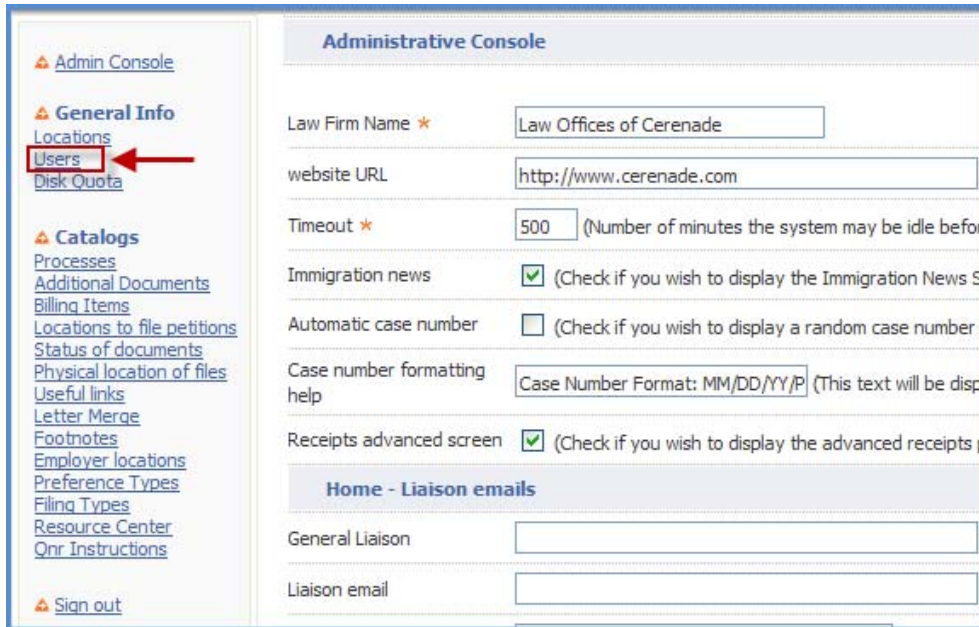 Admin Console
General Info
Locations
Users
Disk Quota
Catalogs
Processes
Additional Documents
Billing Items
Locations to file petitions
Status of documents
Physical location of files
Useful links
Letter Merge
Footnotes
Employer locations
Preference Types
Filing Types
Resource Center
Qnr Instructions
Sign out
Administrative Console
Law Firm Name * Law Offices of Cerenade
website URL http://www.cerenade.com
Timeout * 500 (Number of minutes the system may be idle befor
Immigration news (Check if you wish to display the Immigration News S
Automatic case number (Check if you wish to display a random case number
Case number formatting
help Case Number Format: MM/DD/YY/P (This text will be disp
Receipts advanced screen (Check if you wish to display the advanced receipts p
Home - Liaison emails
General Liaison
Liaison email